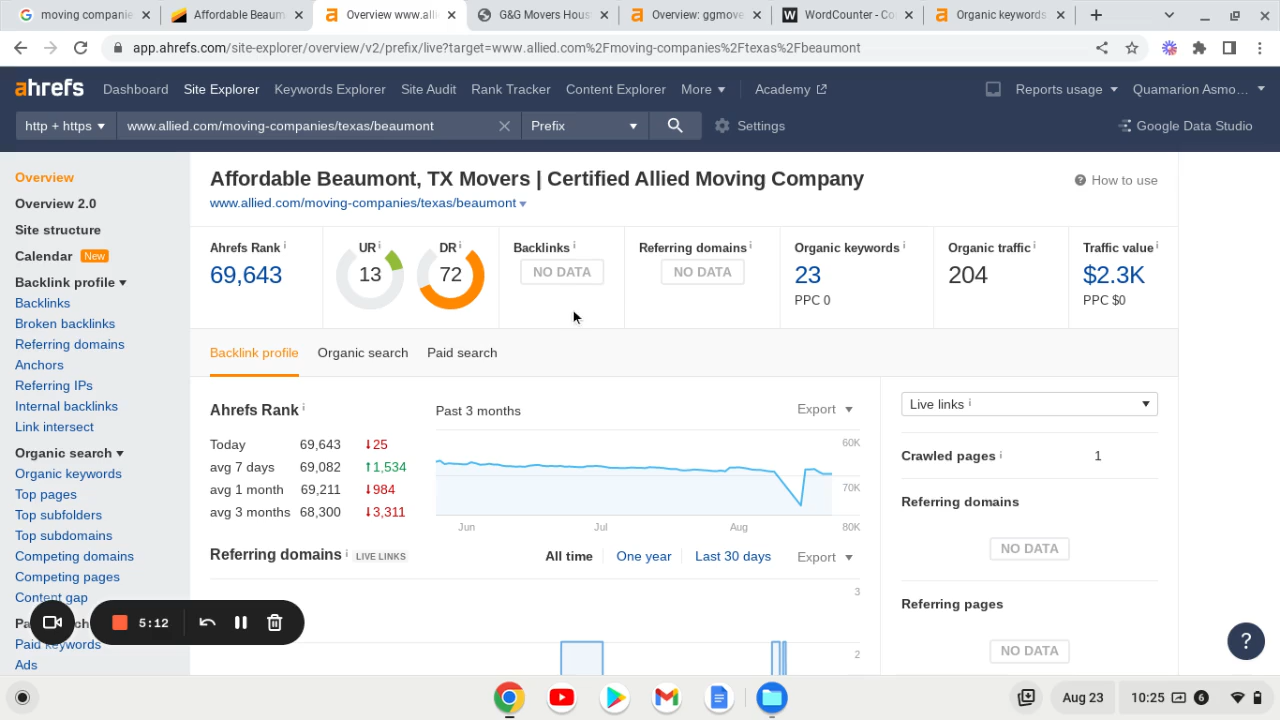 moving companie
Affordable Beaum
Overview www.alli
G&G Movers Hous
Overview: ggmove
WordCounter - Co
Organic keywords
app.ahrefs.com/site-explorer/overview/v2/prefix/live?target=www.allied.com%2Fmoving-companies%2Ftexas%2Fbeaumont
ahrefs Dashboard Site Explorer Keywords Explorer Site Audit Rank Tracker Content Explorer More Academy Reports usage Quamarion Asmo...
http + https www.allied.com/moving-companies/texas/beaumont Prefix Settings Google Data Studio
Overview
Overview 2.0
Site structure
Calendar New
Backlink profile
Backlinks
Broken backlinks
Referring domains
Anchors
Referring IPs
Internal backlinks
Link intersect
Organic search
Organic keywords
Top pages
Top subfolders
Top subdomains
Competing domains
Competing pages
Content gap
Paid keywords
Ads
Affordable Beaumont, TX Movers | Certified Allied Moving Company
How to use
www.allied.com/moving-companies/texas/beaumont
Ahrefs Rank i
69,643
UR i
13
DR i
72
Backlinks i
NO DATA
Referring domains i
NO DATA
Organic keywords i
23
PPC 0
Organic traffic i
204
Traffic value i
$2.3K
PPC $0
Backlink profile Organic search Paid search
Ahrefs Rank i
Past 3 months
Export
Today 69,643 ↓25
avg 7 days 69,082 ↑1,534
avg 1 month 69,211 ↓984
avg 3 months 68,300 ↓3,311
60K
70K
80K
Jun Jul Aug
Referring domains i LIVE LINKS
All time One year Last 30 days Export
3
2
Live links i
Crawled pages i 1
Referring domains
NO DATA
Referring pages
NO DATA
5:12
?
Aug 23
10:25
6